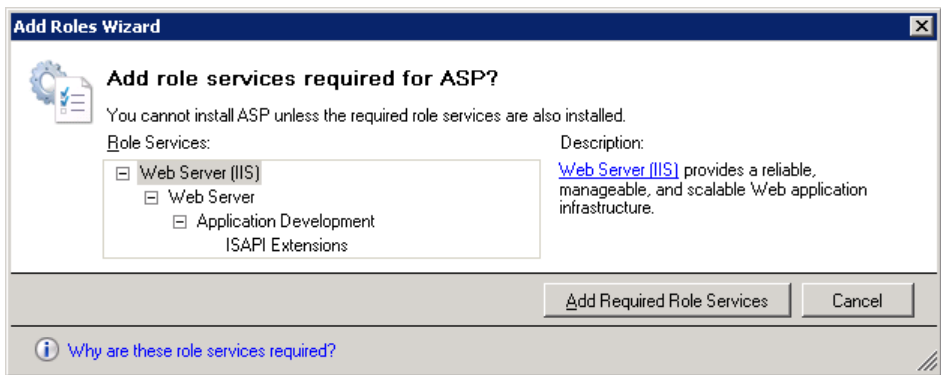 Add Roles Wizard
Add role services required for ASP?
You cannot install ASP unless the required role services are also installed.
Role Services:
Description:
Web Server (IIS)
Web Server
Application Development
ISAPI Extensions
Web Server (IIS) provides a reliable,
manageable, and scalable Web application
infrastructure.
Add Required Role Services
Cancel
Why are these role services required?